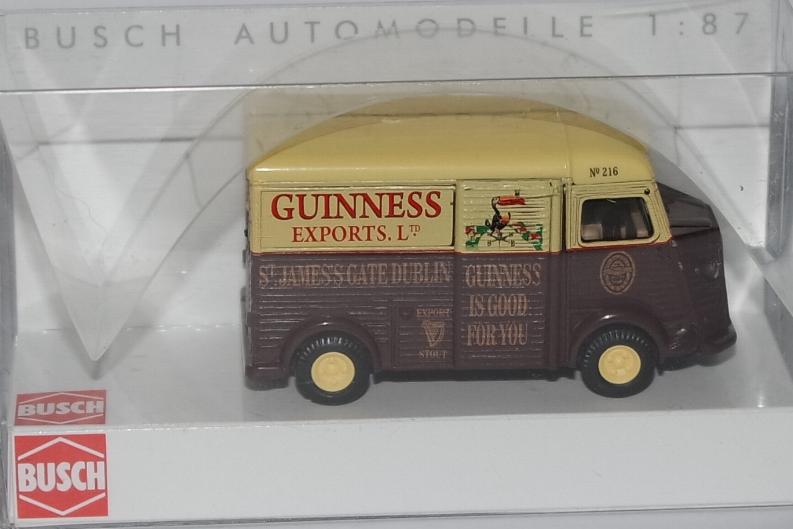 BUSCH AUTOMODELLE 1:87
Nº 216
GUINNESS
EXPORTS. LTD.
ST. JAMES'S GATE DUBLIN
GUINNESS
IS GOOD
FOR YOU
EXPORT
STOUT
BUSCH
BUSCH